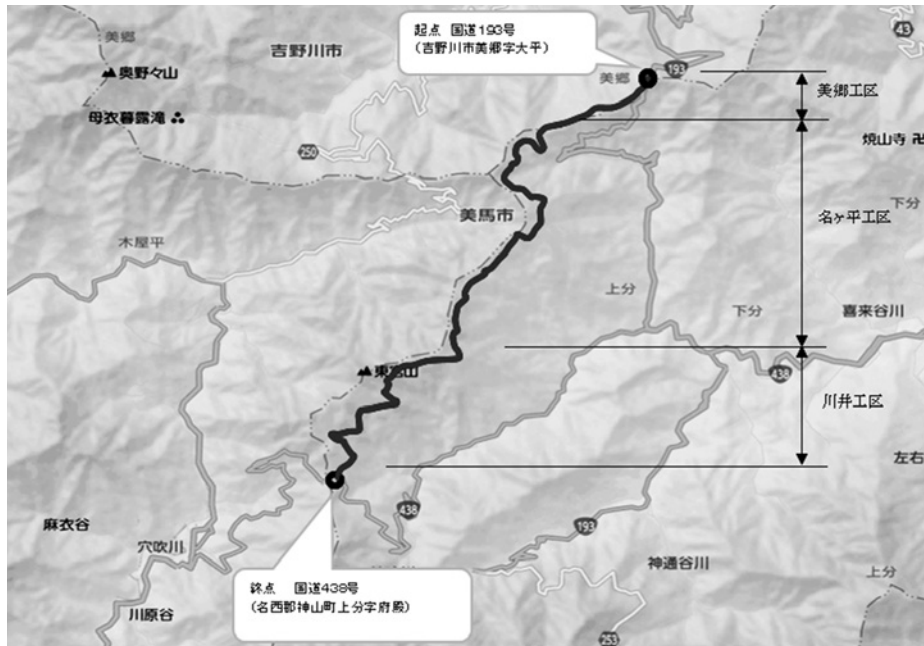 起点　国道193号
（吉野川市美郷字大平）
43
美郷
吉野川市
美郷
193
奥野々山
美郷工区
母衣暮露滝
焼山寺
250
下分
美馬市
名ヶ平工区
木屋平
上分
下分
喜来谷川
438
川井工区
左右
438
麻衣谷
193
穴吹川
神通谷川
上分
終点　国道438号
（名西郡神山町上分字府殿）
川原谷
253